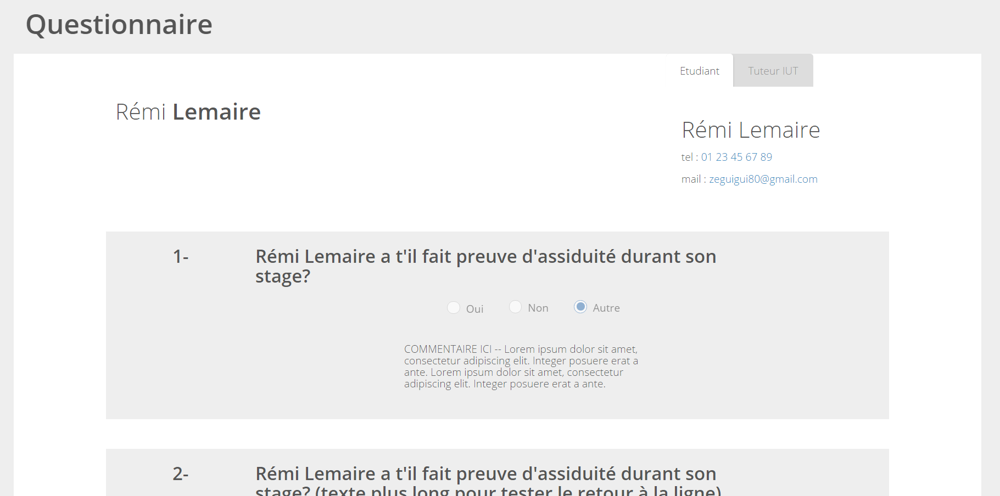 Questionnaire
Etudiant
Tuteur IUT
Rémi Lemaire
Rémi Lemaire
tel : 01 23 45 67 89
mail : zeguigui80@gmail.com
1-
Rémi Lemaire a t'il fait preuve d'assiduité durant son
stage?
Oui
Non
Autre
COMMENTAIRE ICI -- Lorem ipsum dolor sit amet,
consectetur adipiscing elit. Integer posuere erat a
ante. Lorem ipsum dolor sit amet, consectetur
adipiscing elit. Integer posuere erat a ante.
2-
Rémi Lemaire a t'il fait preuve d'assiduité durant son
stage? (texte plus long pour tester le retour à la ligne)